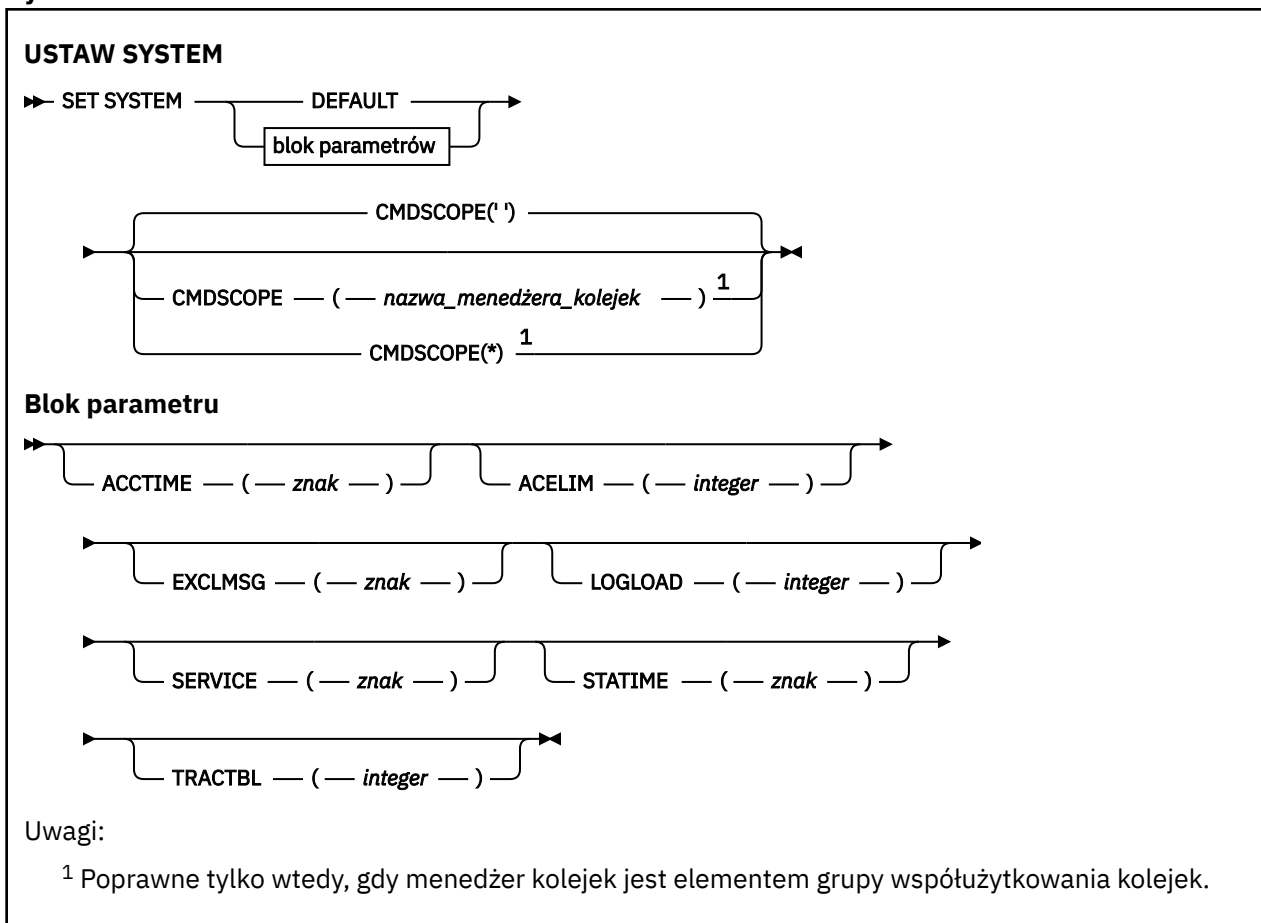 USTAW SYSTEM
SET SYSTEM DEFAULT
blok parametrów
CMDSCOPE(' ')
CMDSCOPE ( nazwa_menedżera_kolejek ) 1
CMDSCOPE(*) 1
Blok parametru
ACCTIME ( znak ) ACELIM ( integer )
EXCLMSG ( znak ) LOGLOAD ( integer )
SERVICE ( znak ) STATIME ( znak )
TRACTBL ( integer )
Uwagi:
1 Poprawne tylko wtedy, gdy menedżer kolejek jest elementem grupy współużytkowania kolejek.